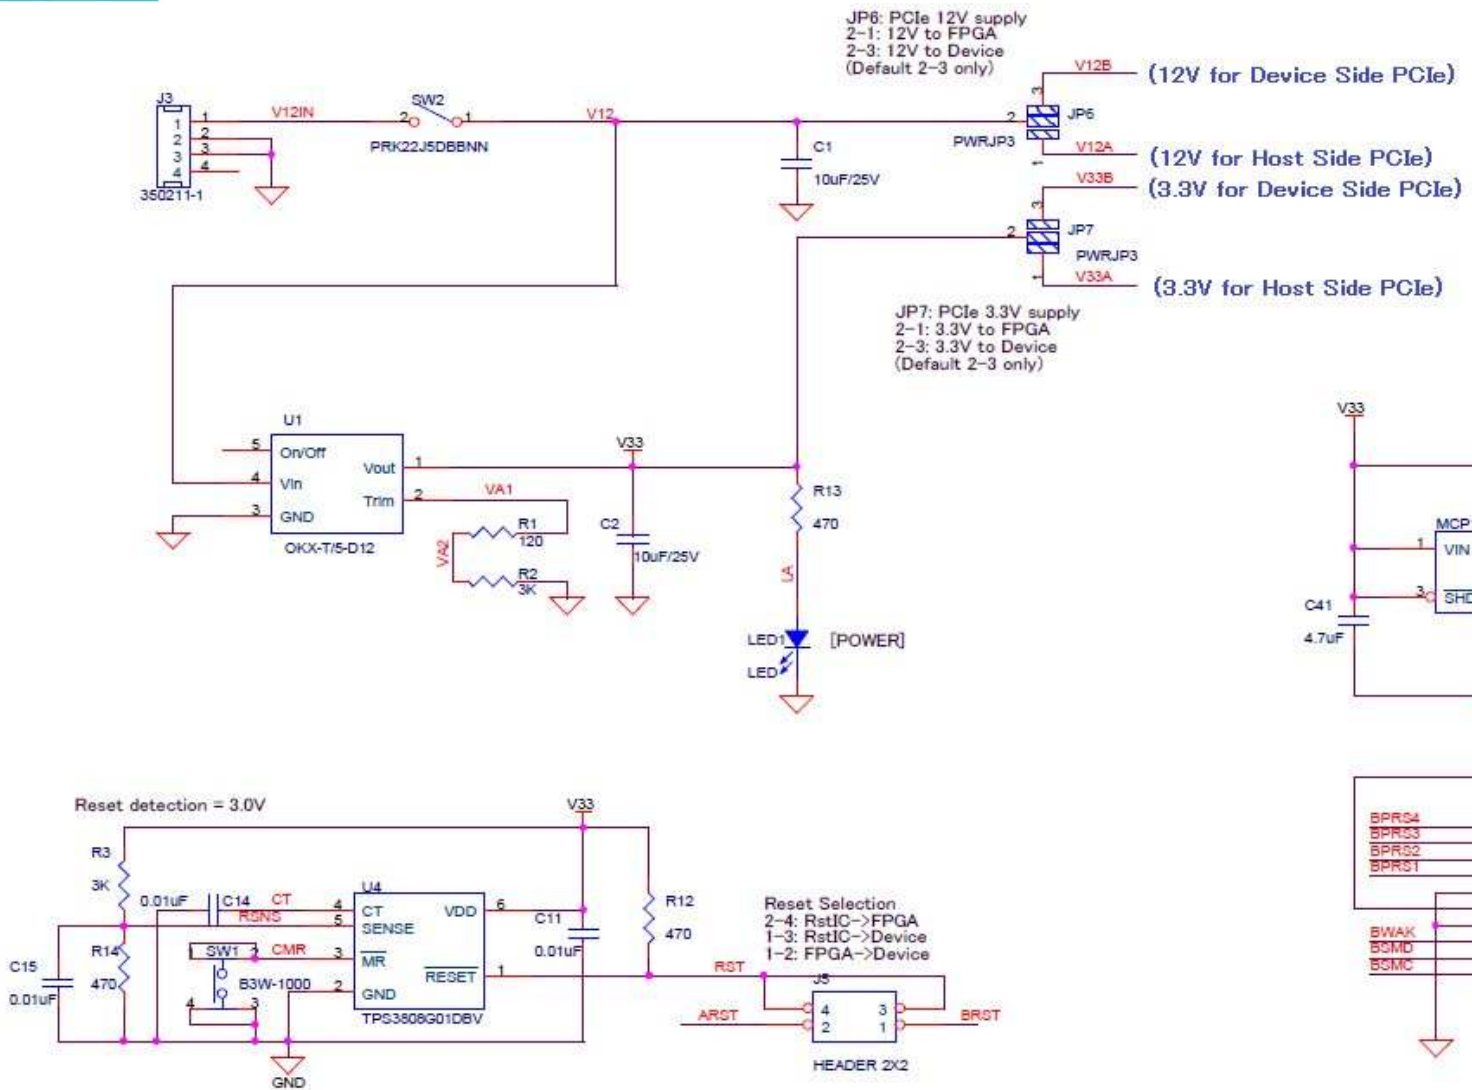 JP6: PCIe 12V supply
2-1: 12V to FPGA
2-3: 12V to Device
(Default 2-3 only)
V12B
(12V for Device Side PCIe)
3
J3
1
2
3
4
1
2
3
4
350211-1
V12IN
SW2
2
1
PRK22J5DBBNN
V12
C1
10uF/25V
2
JP6
PWRJP3
1
V12A
(12V for Host Side PCIe)
V33B
(3.3V for Device Side PCIe)
3
2
JP7
PWRJP3
1
V33A
(3.3V for Host Side PCIe)
JP7: PCIe 3.3V supply
2-1: 3.3V to FPGA
2-3: 3.3V to Device
(Default 2-3 only)
U1
5
On/Off
4
Vin
3
GND
Vout
1
Trim
2
OKX-T/5-D12
VA1
VA2
R1
120
R2
3K
V33
C2
10uF/25V
R13
470
LA
LED1
LED
[POWER]
V33
MCP
1
VIN
3
C41
4.7uF
Reset detection = 3.0V
V33
R3
3K
0.01uF
C14
CT
RSNS
R14
470
C15
0.01uF
SW1
1
2
4
3
CMR
B3W-1000
U4
4
CT
5
SENSE
3
MR
2
GND
VDD
6
RESET
1
TPS3808G01DBV
C11
0.01uF
R12
470
GND
Reset Selection
2-4: RstIC->FPGA
1-3: RstIC->Device
1-2: FPGA->Device
RST
J5
4
3
2
1
ARST
BRST
HEADER 2X2
BPRS4
BPRS3
BPRS2
BPRS1
BWAK
BSMD
BSMC